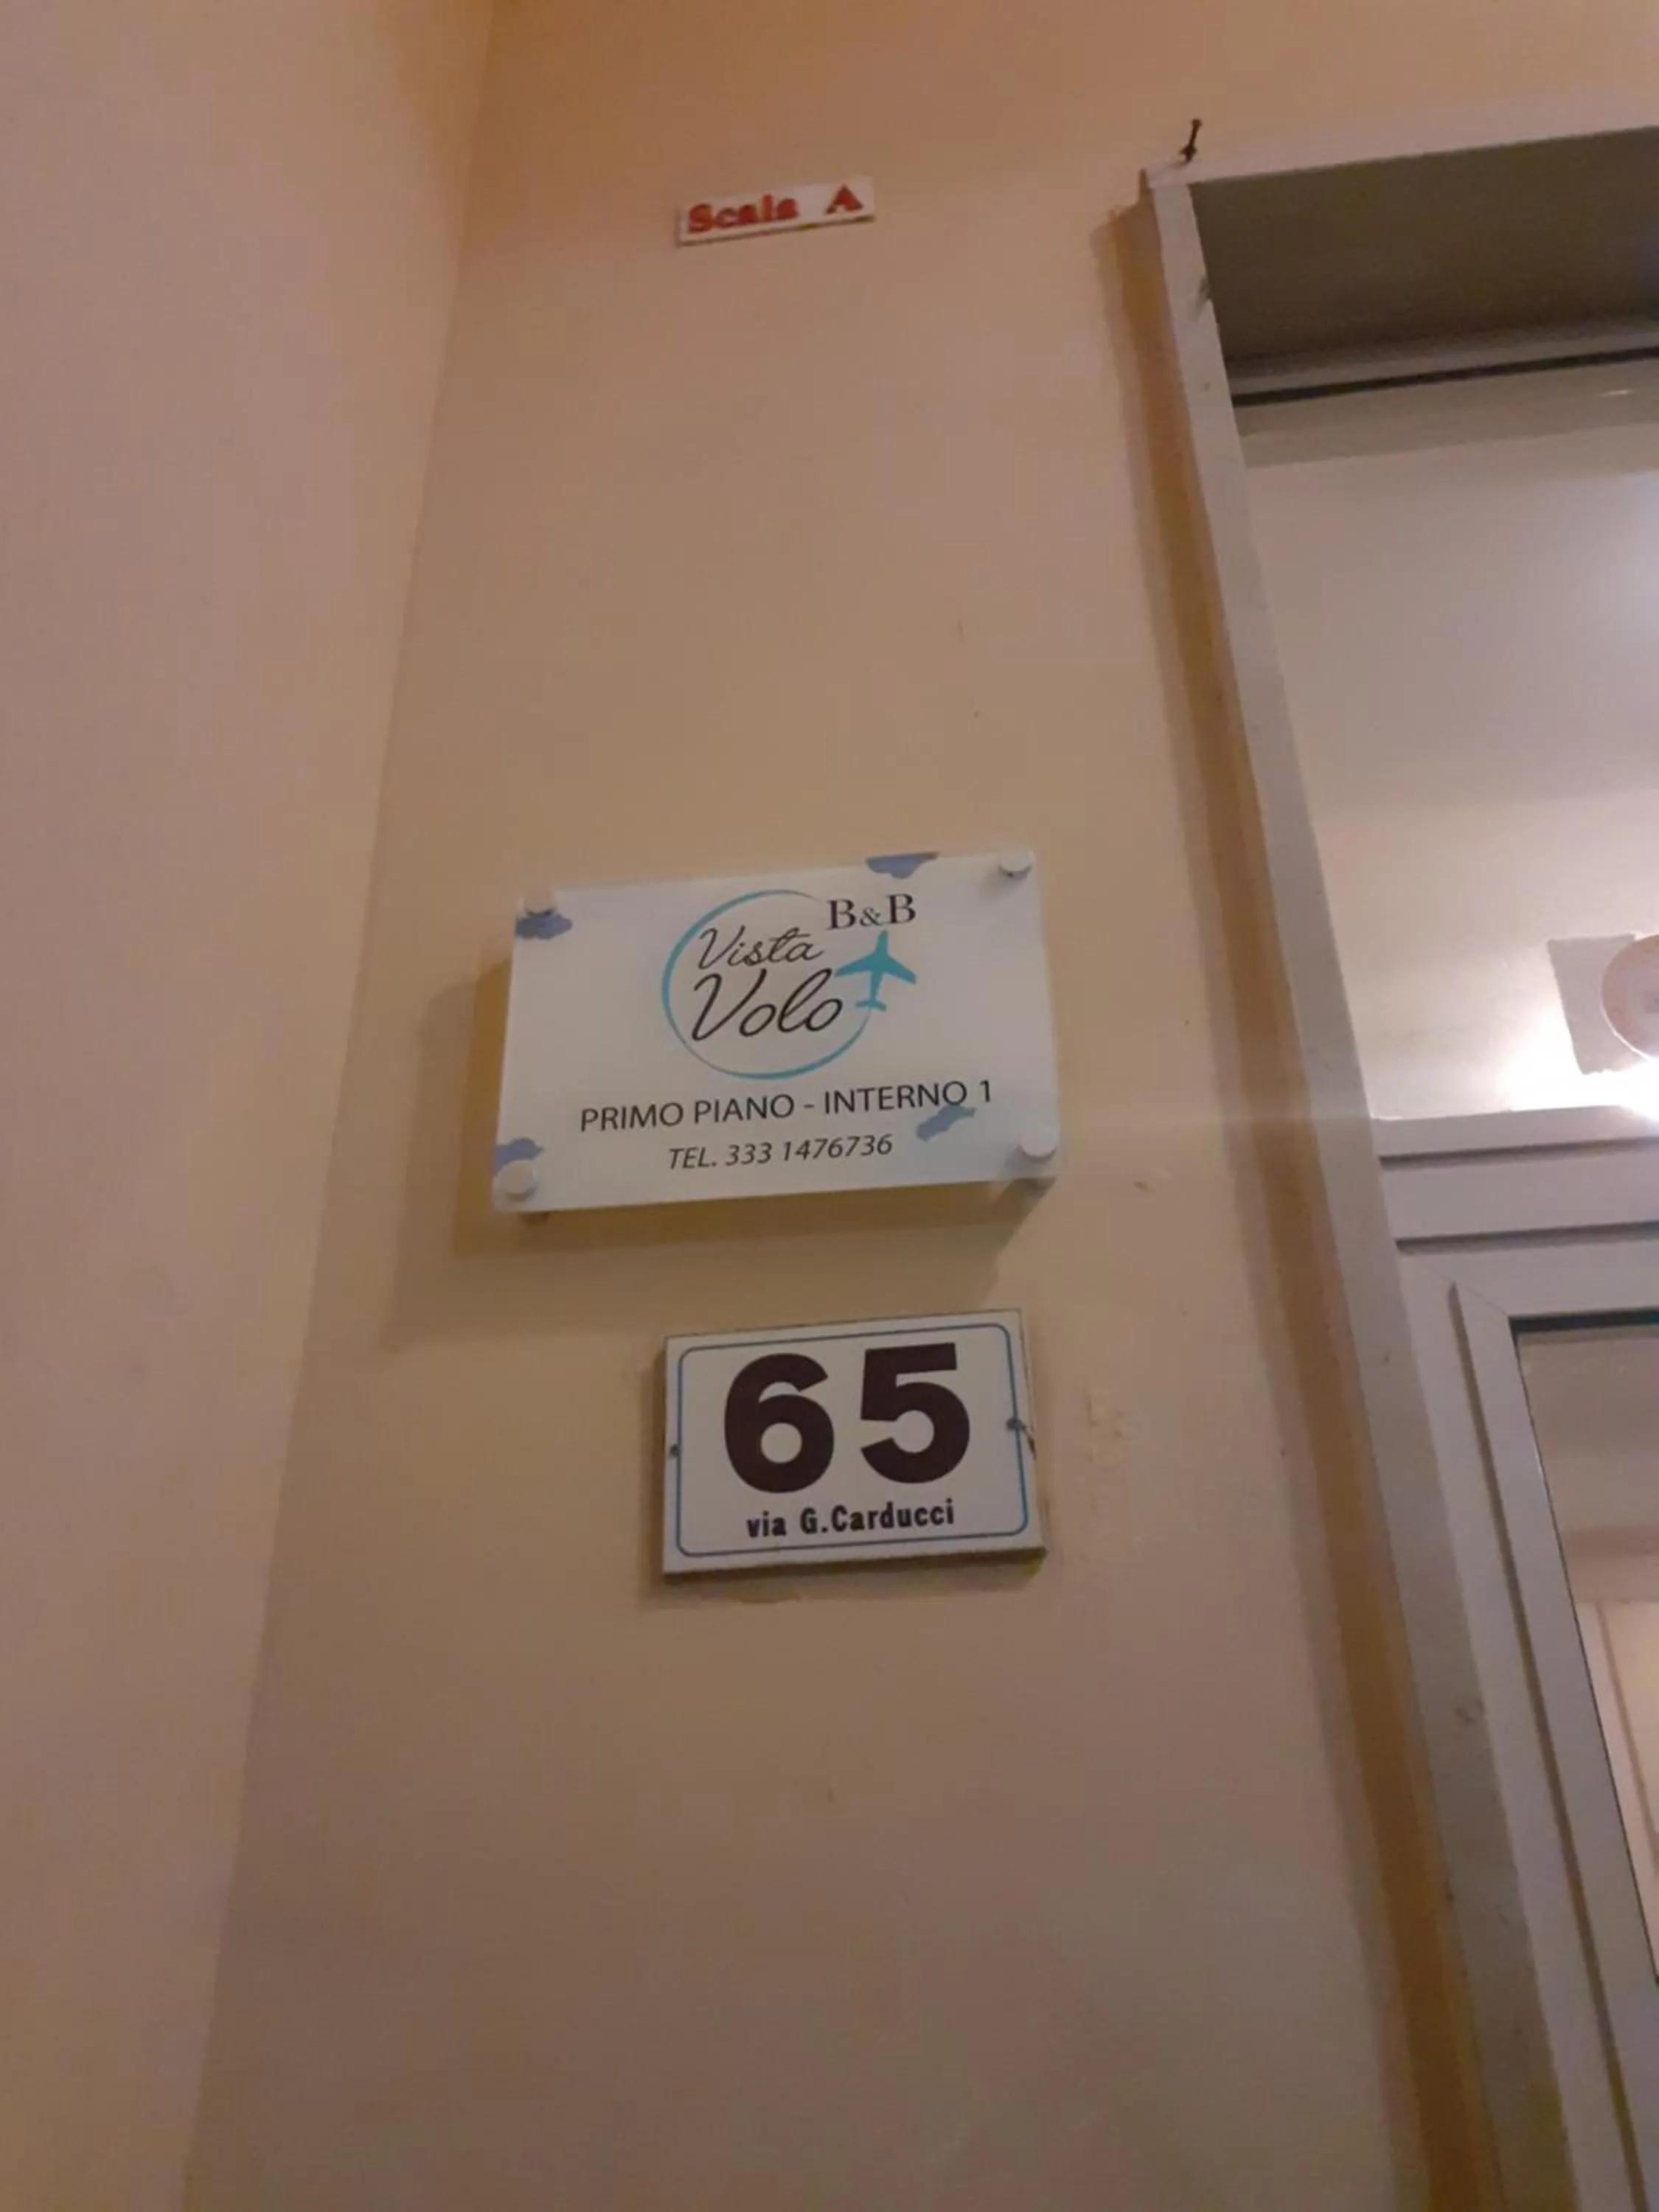 Scala A
B&B
Vista
Volo
PRIMO PIANO - INTERNO 1
TEL. 333 1476736
65
via G.Carducci